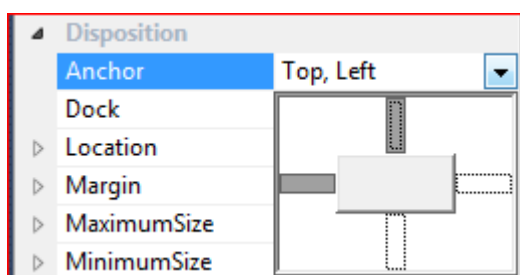 Disposition
Anchor Top, Left
Dock
Location
Margin
MaximumSize
MinimumSize